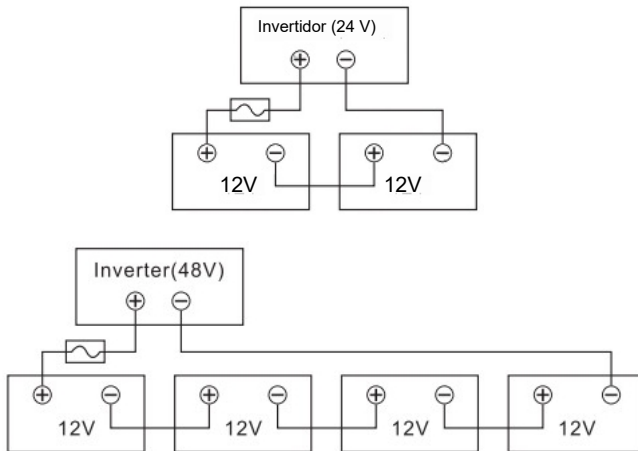 Invertidor (24 V)
+ −
+ − + −
12V 12V
Inverter(48V)
+ −
+ − + − + − + −
12V 12V 12V 12V